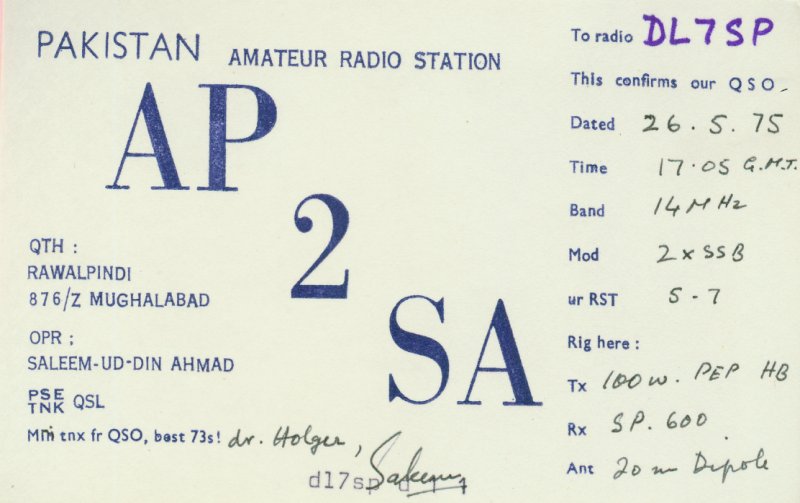 PAKISTAN AMATEUR RADIO STATION
AP
2
SA
QTH :
RAWALPINDI
876/Z MUGHALABAD
OPR :
SALEEM-UD-DIN AHMAD
PSE
TNK QSL
Mni tnx fr QSO, best 73s! dr. Holger,
Saleem
dl7sp
To radio DL7SP
This confirms our QSO.
Dated 26.5.75
Time 17.05 G.M.T.
Band 14 MHz
Mod 2xSSB
ur RST 5-7
Rig here :
Tx 100w. PEP HB
Rx SP.600
Ant 20 m Dipole